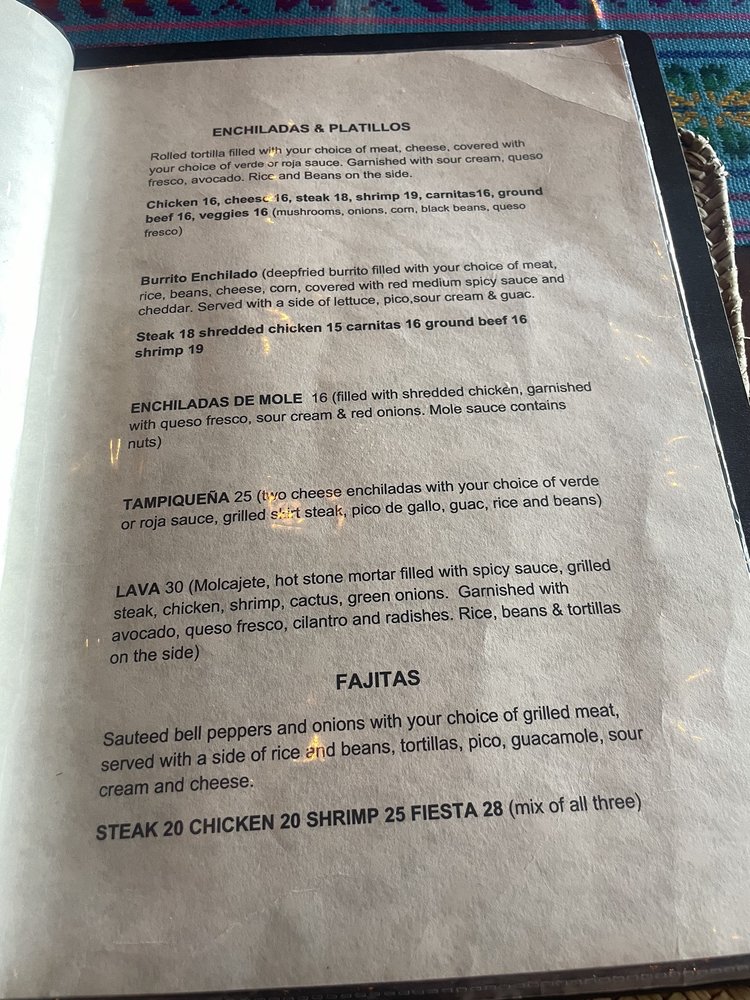 ENCHILADAS & PLATILLOS
Rolled tortilla filled with your choice of meat, cheese, covered with
your choice of verde or roja sauce. Garnished with sour cream, queso
fresco, avocado. Rice and Beans on the side.
Chicken 16, cheese 16, steak 18, shrimp 19, carnitas16, ground
beef 16, veggies 16 (mushrooms, onions, corn, black beans, queso
fresco)
Burrito Enchilado (deepfried burrito filled with your choice of meat,
rice, beans, cheese, corn, covered with red medium spicy sauce and
cheddar. Served with a side of lettuce, pico,sour cream & guac.
Steak 18 shredded chicken 15 carnitas 16 ground beef 16
shrimp 19
ENCHILADAS DE MOLE 16 (filled with shredded chicken, garnished
with queso fresco, sour cream & red onions. Mole sauce contains
nuts)
TAMPIQUEÑA 25 (two cheese enchiladas with your choice of verde
or roja sauce, grilled skirt steak, pico de gallo, guac, rice and beans)
LAVA 30 (Molcajete, hot stone mortar filled with spicy sauce, grilled
steak, chicken, shrimp, cactus, green onions. Garnished with
avocado, queso fresco, cilantro and radishes. Rice, beans & tortillas
on the side)
FAJITAS
Sauteed bell peppers and onions with your choice of grilled meat,
served with a side of rice and beans, tortillas, pico, guacamole, sour
cream and cheese.
STEAK 20 CHICKEN 20 SHRIMP 25 FIESTA 28 (mix of all three)